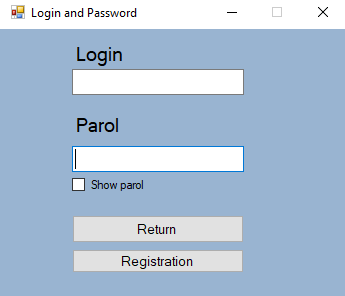 Login and Password
Login
Parol
Show parol
Return
Registration